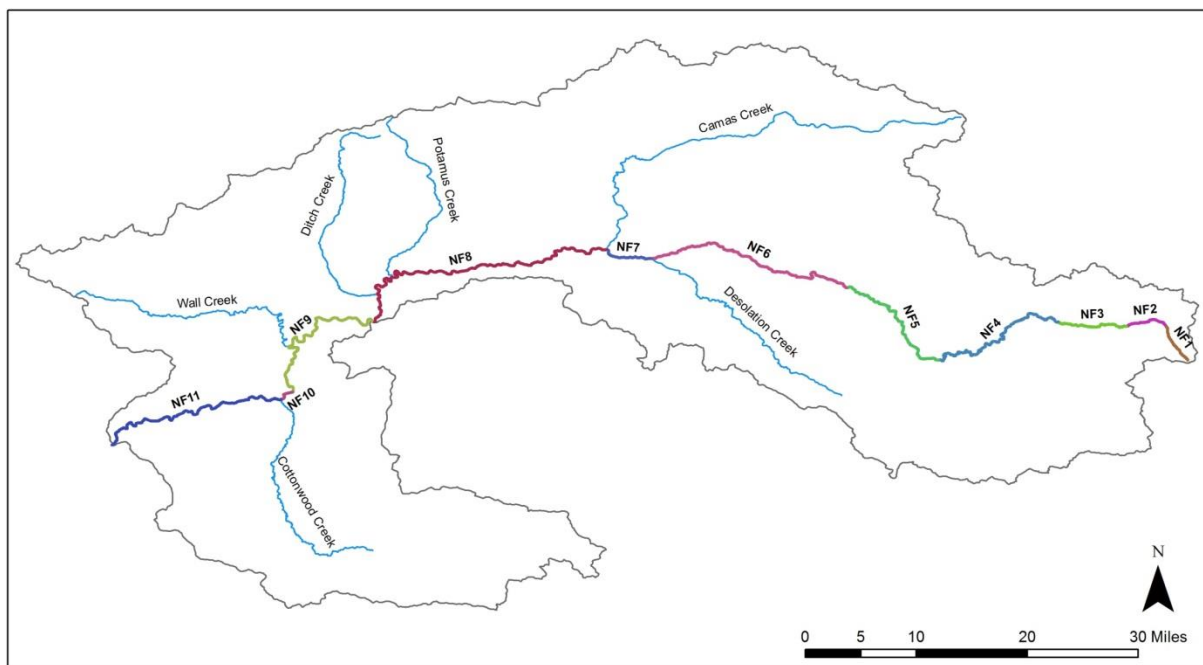 Camas Creek
Potamus Creek
Ditch Creek
NF7
NF8
NF6
Desolation Creek
Wall Creek
NF9
NF5
NF4
NF3
NF2
NF1
NF11
NF10
Cottonwood Creek
N
0 5 10 20 30 Miles